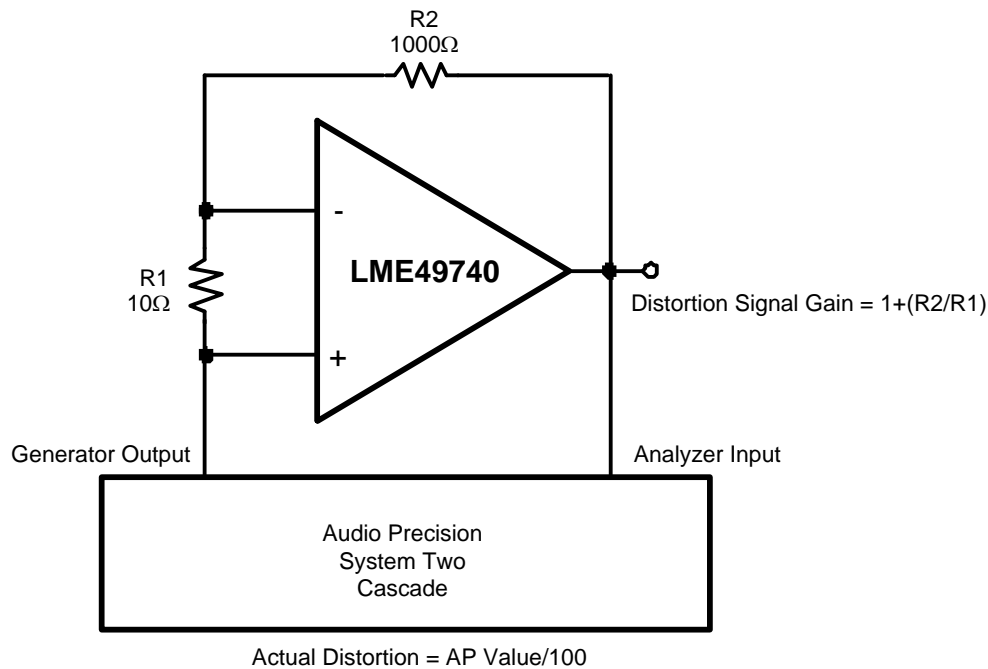 R2
1000Ω
-
LME49740
R1
10Ω
+
Distortion Signal Gain = 1+(R2/R1)
Generator Output
Analyzer Input
Audio Precision
System Two
Cascade
Actual Distortion = AP Value/100